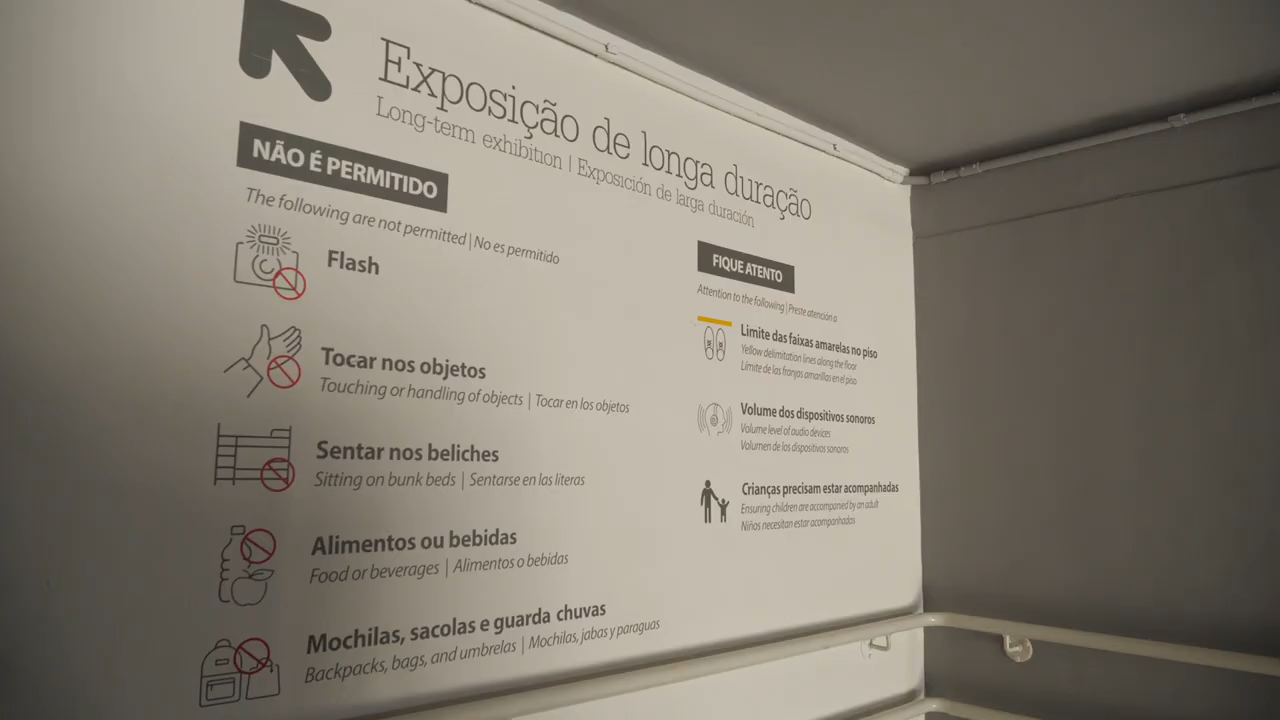 Exposição de longa duração
Long-term exhibition | Exposición de larga duración
NÃO É PERMITIDO
The following are not permitted | No es permitido
Flash
Tocar nos objetos
Touching or handling of objects | Tocar en los objetos
Sentar nos beliches
Sitting on bunk beds | Sentarse en las literas
Alimentos ou bebidas
Food or beverages | Alimentos o bebidas
Mochilas, sacolas e guarda chuvas
Backpacks, bags, and umbrelas | Mochilas, jabas y paraguas
FIQUE ATENTO
Attention to the following | Preste atención a
Limite das faixas amarelas no piso
Yellow delimitation lines along the floor
Límite de las franjas amarillas en el piso
Volume dos dispositivos sonoros
Volume level of audio devices
Volumen de los dispositivos sonoros
Crianças precisam estar acompanhadas
Ensuring children are accompanied by an adult
Niños necesitan estar acompañadas